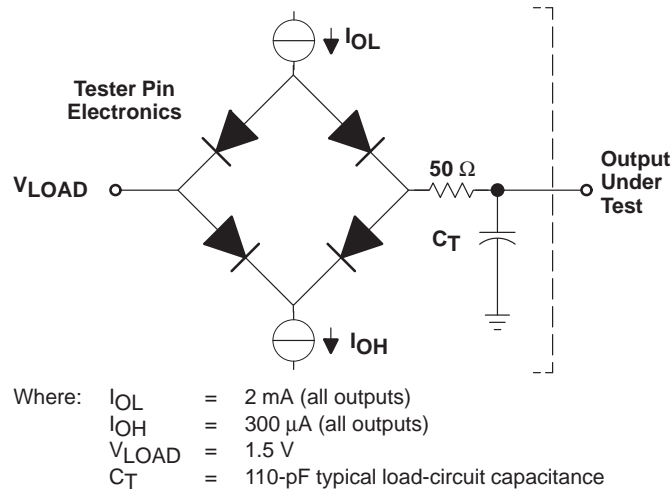 IOL
Tester Pin
Electronics
50 Ω
VLOAD
Output
Under
Test
CT
IOH
Where: IOL = 2 mA (all outputs)
IOH = 300 μA (all outputs)
VLOAD = 1.5 V
CT = 110-pF typical load-circuit capacitance